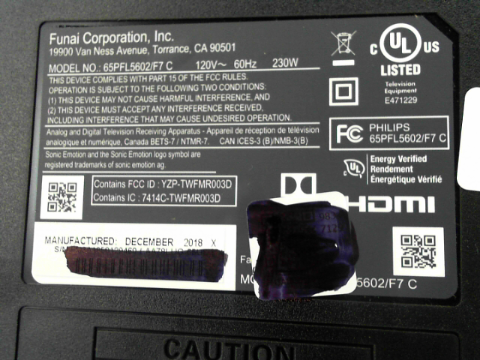 Funai Corporation, Inc.
19900 Van Ness Avenue, Torrance, CA 90501
MODEL NO.: 65PFL5602/F7 C 120V~ 60Hz 230W
THIS DEVICE COMPLIES WITH PART 15 OF THE FCC RULES.
OPERATION IS SUBJECT TO THE FOLLOWING TWO CONDITIONS.
(1) THIS DEVICE MAY NOT CAUSE HARMFUL INTERFERENCE, AND
(2) THIS DEVICE MUST ACCEPT ANY INTERFERENCE RECEIVED,
INCLUDING INTERFERENCE THAT MAY CAUSE UNDESIRED OPERATION.
Analog and Digital Television Receiving Apparatus - Appareil de réception de télévision
analogique et numérique, Canada BETS-7 / NTMR-7. CAN ICES-3 (B)/NMB-3(B)
Sonic Emotion and the Sonic Emotion logo symbol are
registered trademarks of sonic emotion ag.
Contains FCC ID : YZP-TWFMR003D
Contains IC : 7414C-TWFMR003D
MANUFACTURED: DECEMBER 2018 X
C UL US
LISTED
Television
Equipment
E471229
FC PHILIPS
65PFL5602/F7 C
C UL
Energy Verified
Rendement
Énergétique Vérifié
HDMI
5602/F7 C
CAUTION